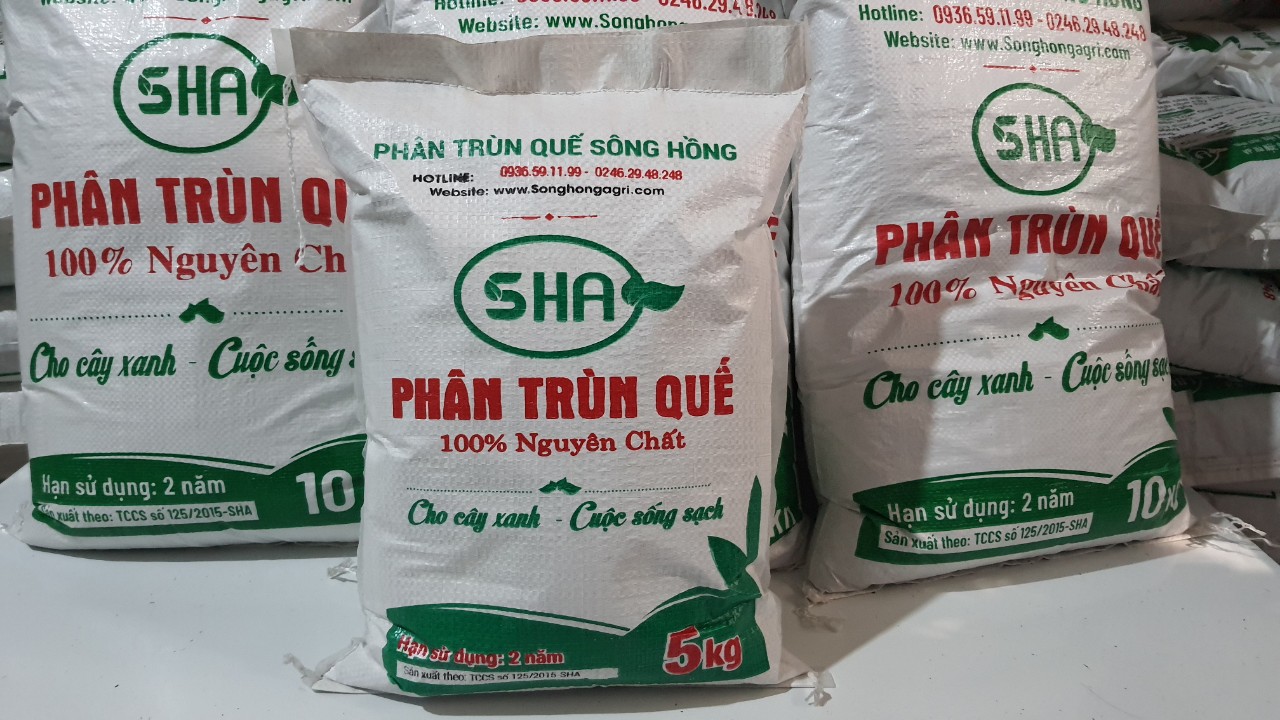 SHA
PHÂN TRÙN QU
100% Nguyên Ch
Cho cây xanh - Cuộc sống s
Hạn sử dụng: 2 năm
10
xuất theo: TCCS số 125/2015-SHA
PHÂN TRÙN QUẾ SÔNG HỒNG
HOTLINE: 0936.59.11.99 - 0246.29.48.248
Website: www.Songhongagri.com
SHA
PHÂN TRÙN QUẾ
100% Nguyên Chất
Cho cây xanh - Cuộc sống sạch
Hạn sử dụng: 2 năm
5kg
Sản xuất theo: TCCS số 125/2015-SHA
Hotline: 0936.59.11.99 - 0246.29.48.248
Website: www.Songhongagri.com
SHA
PHÂN TRÙN QUẾ
100% Nguyên Chất
Cho cây xanh - Cuộc sống sạc
Hạn sử dụng: 2 năm
10
Sản xuất theo: TCCS số 125/2015-SHA